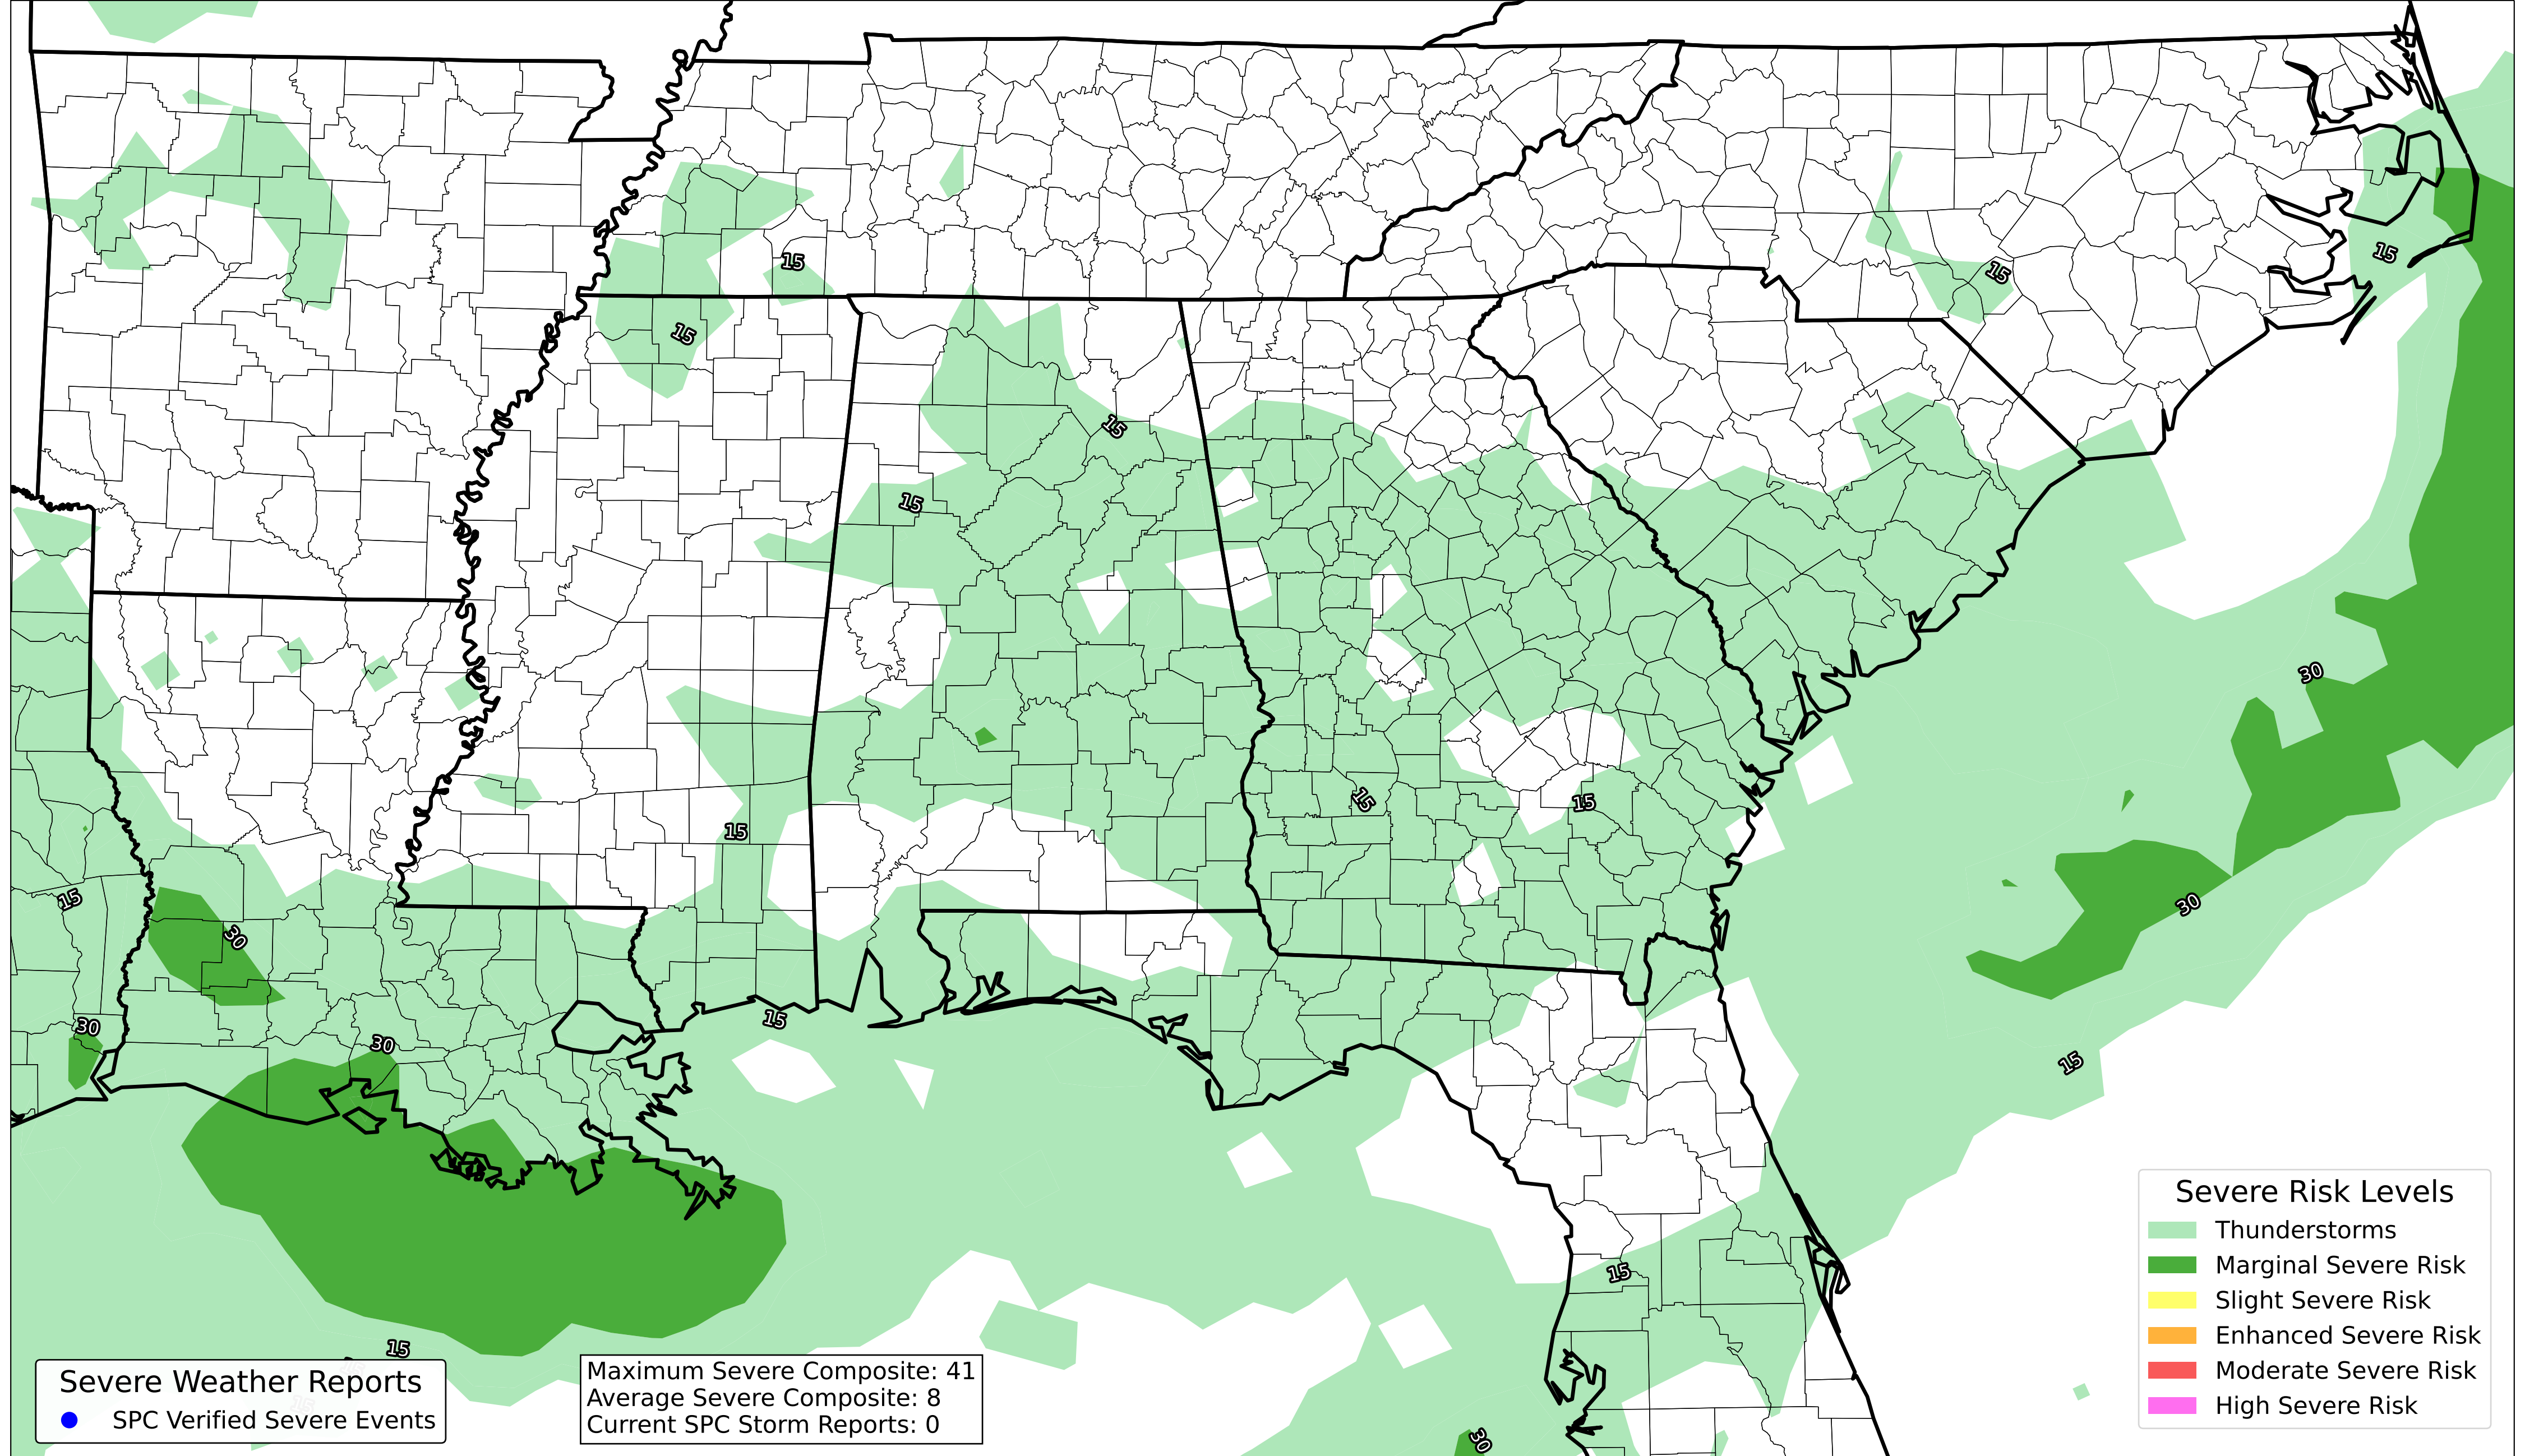 15
15
15
15
15
15
30
15
15
15
15
30
30
15
30
30
15
15
15
15
30
Severe Weather Reports
SPC Verified Severe Events
Maximum Severe Composite: 41
Average Severe Composite: 8
Current SPC Storm Reports: 0
Severe Risk Levels
Thunderstorms
Marginal Severe Risk
Slight Severe Risk
Enhanced Severe Risk
Moderate Severe Risk
High Severe Risk